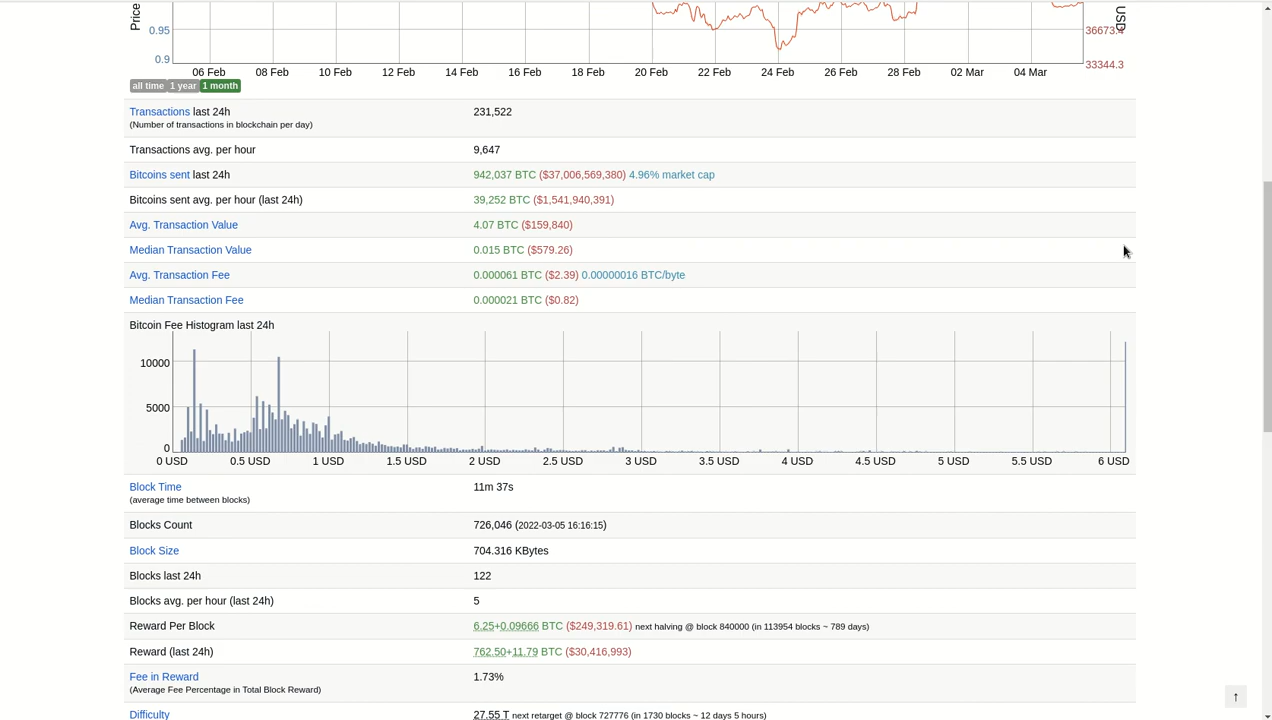 Price
USD
0.95
0.9
36673.4
33344.3
06 Feb 08 Feb 10 Feb 12 Feb 14 Feb 16 Feb 18 Feb 20 Feb 22 Feb 24 Feb 26 Feb 28 Feb 02 Mar 04 Mar
all time 1 year 1 month
Transactions last 24h 231,522
(Number of transactions in blockchain per day)
Transactions avg. per hour 9,647
Bitcoins sent last 24h 942,037 BTC ($37,006,569,380) 4.96% market cap
Bitcoins sent avg. per hour (last 24h) 39,252 BTC ($1,541,940,391)
Avg. Transaction Value 4.07 BTC ($159,840)
Median Transaction Value 0.015 BTC ($579.26)
Avg. Transaction Fee 0.000061 BTC ($2.39) 0.00000016 BTC/byte
Median Transaction Fee 0.000021 BTC ($0.82)
Bitcoin Fee Histogram last 24h
10000
5000
0
0 USD 0.5 USD 1 USD 1.5 USD 2 USD 2.5 USD 3 USD 3.5 USD 4 USD 4.5 USD 5 USD 5.5 USD 6 USD
Block Time 11m 37s
(average time between blocks)
Blocks Count 726,046 (2022-03-05 16:16:15)
Block Size 704.316 KBytes
Blocks last 24h 122
Blocks avg. per hour (last 24h) 5
Reward Per Block 6.25+0.09666 BTC ($249,319.61) next halving @ block 840000 (in 113954 blocks ~ 789 days)
Reward (last 24h) 762.50+11.79 BTC ($30,416,993)
Fee in Reward 1.73%
(Average Fee Percentage in Total Block Reward)
Difficulty 27.55 T next retarget @ block 727776 (in 1730 blocks ~ 12 days 5 hours)
↑